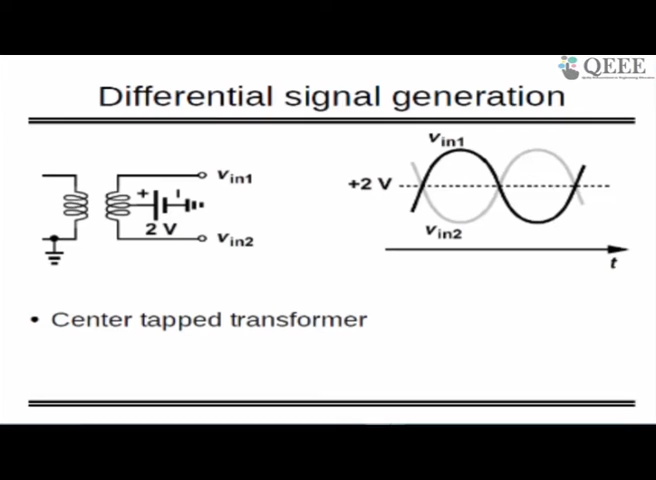 QEEE
Differential signal generation
Vin1
+
2 V
Vin2
Vin1
+2 V
Vin2
t
• Center tapped transformer